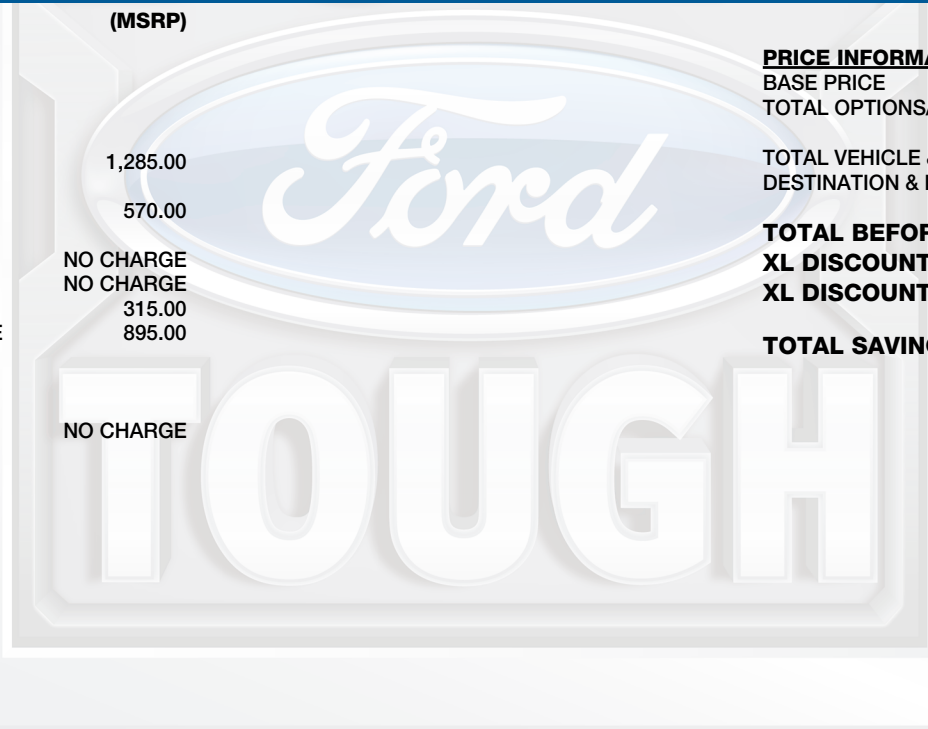 (MSRP)
1,285.00
570.00
NO CHARGE
NO CHARGE
315.00
895.00
NO CHARGE
PRICE INFORMA
BASE PRICE
TOTAL OPTIONS
TOTAL VEHICLE
DESTINATION &
TOTAL BEFOR
XL DISCOUNT
XL DISCOUNT
TOTAL SAVIN
Ford
TOUGH